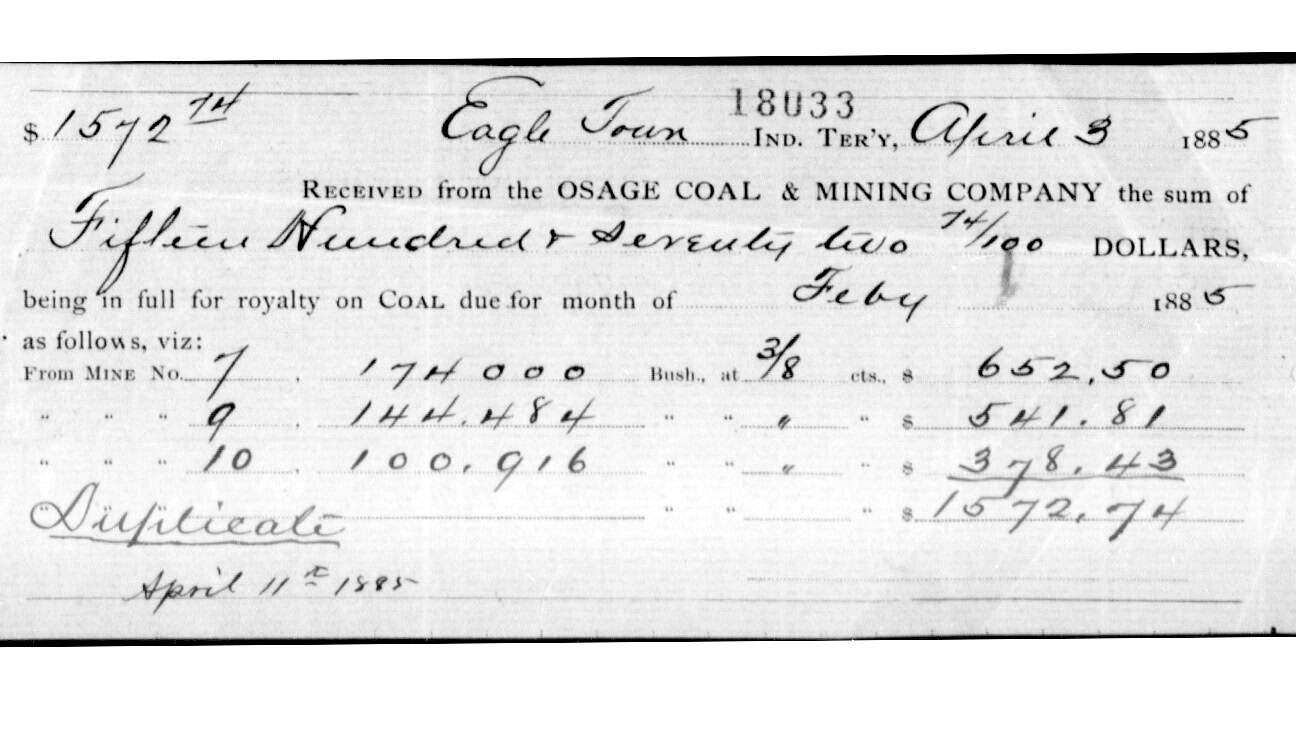 18033
$ 1572 74 Eagle Town IND. TER'Y, April 3 1885
RECEIVED from the OSAGE COAL & MINING COMPANY the sum of
Fifteen Hundred & Seventy two 74/100 DOLLARS,
being in full for royalty on COAL due for month of Feby 1885
as follows, viz:
From MINE No. 7 , 174000 Bush., at 3/8 cts., $ 652,50
" " " 9 , 144.484 " " " " $ 541.81
" " " 10 , 100.916 " " " " $ 378.43
Duplicate " " " $ 1572.74
April 11th 1885